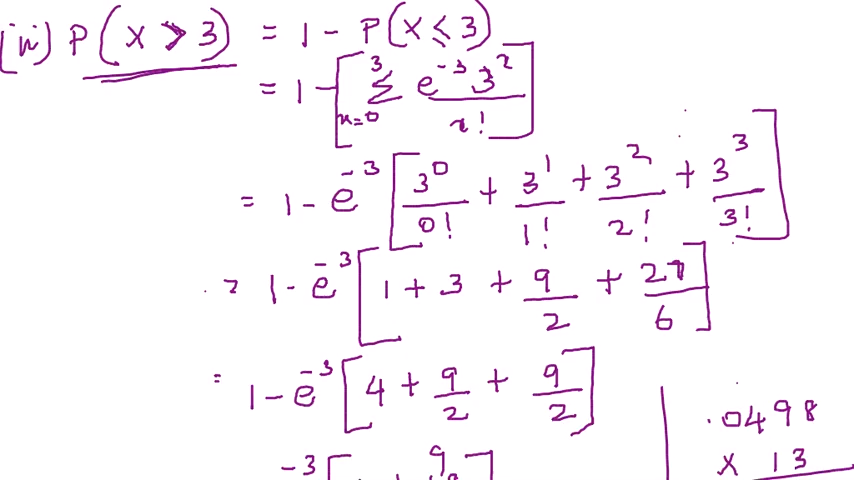 (iv) P(X > 3) = 1 - P(X ≤ 3)
= 1 - [3 Σ x=0 e^-3 3^x / x!]
= 1 - e^-3 [3^0/0! + 3^1/1! + 3^2/2! + 3^3/3!]
= 1 - e^-3 [1 + 3 + 9/2 + 27/6]
= 1 - e^-3 [4 + 9/2 + 9/2]
.0498
x 13
-3 [ 9 ]